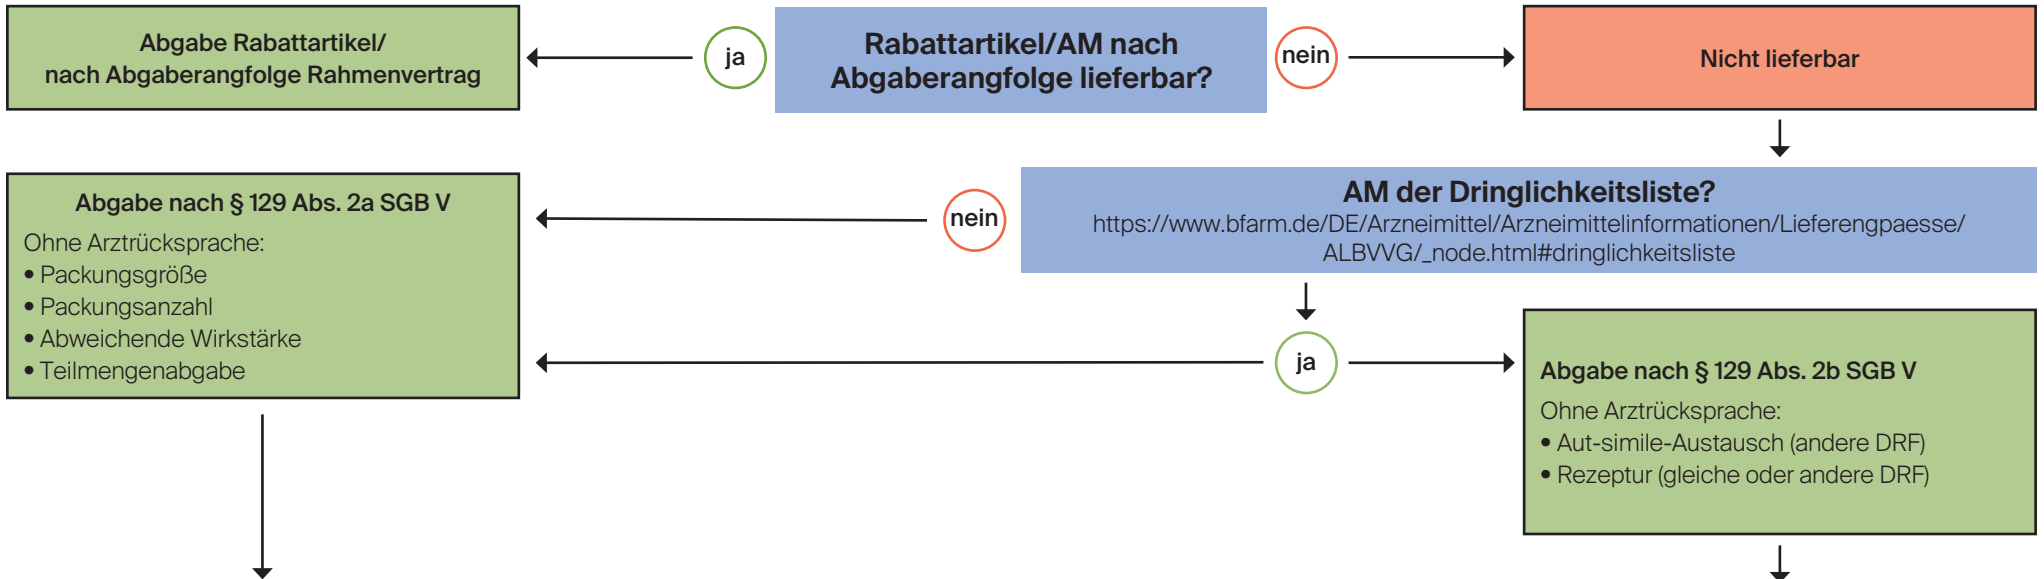 Abgabe Rabattartikel/
nach Abgaberangfolge Rahmenvertrag
ja
Rabattartikel/AM nach
Abgaberangfolge lieferbar?
nein
Nicht lieferbar
Abgabe nach § 129 Abs. 2a SGB V
Ohne Arztrücksprache:
• Packungsgröße
• Packungsanzahl
• Abweichende Wirkstärke
• Teilmengenabgabe
nein
AM der Dringlichkeitsliste?
https://www.bfarm.de/DE/Arzneimittel/Arzneimittelinformationen/Lieferengpaesse/
ALBVVG/_node.html#dringlichkeitsliste
ja
Abgabe nach § 129 Abs. 2b SGB V
Ohne Arztrücksprache:
• Aut-simile-Austausch (andere DRF)
• Rezeptur (gleiche oder andere DRF)